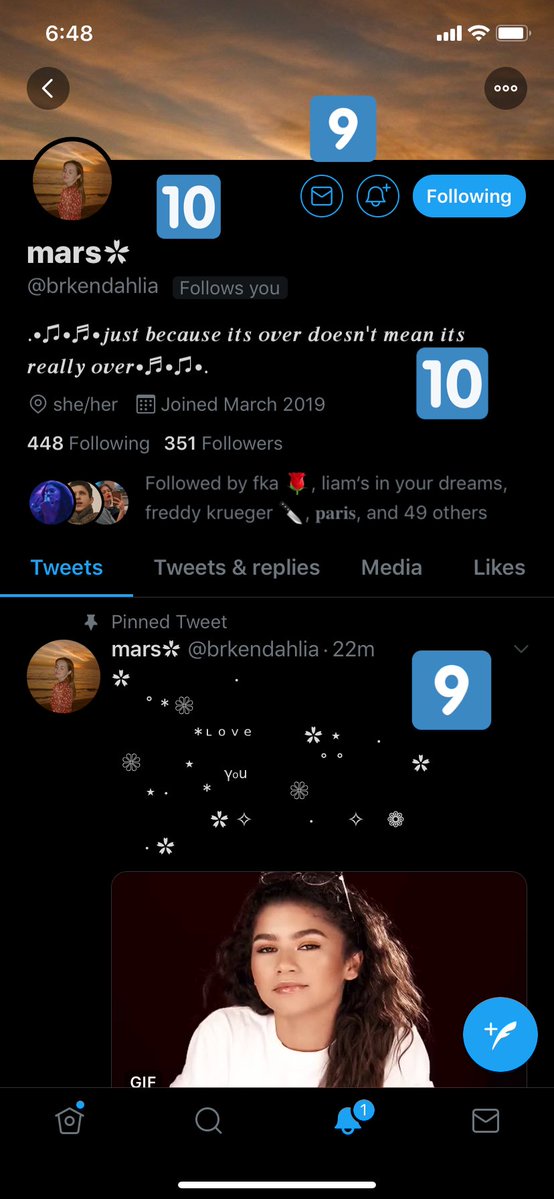 6:48
9
10
Following
mars✼
@brkendahlia Follows you
.•♫•♬•just because its over doesn't mean its
really over•♬•♫•.
10
she/her Joined March 2019
448 Following 351 Followers
Followed by fka 🌹, liam’s in your dreams,
freddy krueger 🔪, 𝐩𝐚𝐫𝐢𝐬, and 49 others
Tweets Tweets & replies Media Likes
Pinned Tweet
mars✼ @brkendahlia · 22m
9
*ʟ ᴏ ᴠ ᴇ
Yₒu
GIF
1